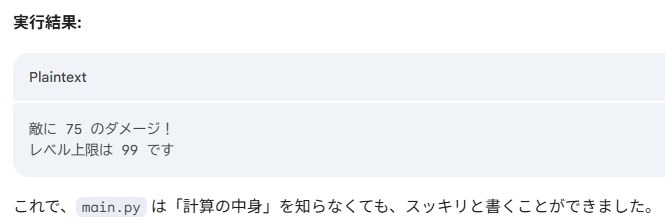 実行結果:
Plaintext
敵に 75 のダメージ！
レベル上限は 99 です
これで、main.py は「計算の中身」を知らなくても、スッキリと書くことができました。